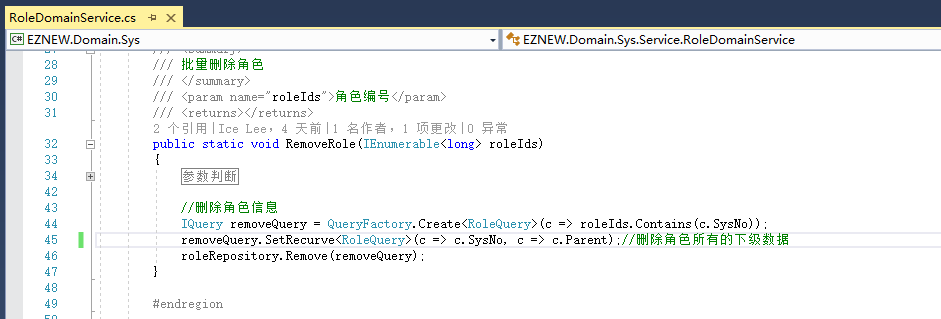 RoleDomainService.cs
EZNEW.Domain.Sys
EZNEW.Domain.Sys.Service.RoleDomainService
27 /// <summary>
28 /// 批量删除角色
29 /// </summary>
30 /// <param name="roleIds">角色编号</param>
31 /// <returns></returns>
2 个引用|Ice Lee, 4 天前|1 名作者, 1 项更改|0 异常
32 public static void RemoveRole(IEnumerable<long> roleIds)
33 {
34 参数判断
42
43 //删除角色信息
44 IQuery removeQuery = QueryFactory.Create<RoleQuery>(c => roleIds.Contains(c.SysNo));
45 removeQuery.SetRecurve<RoleQuery>(c => c.SysNo, c => c.Parent);//删除角色所有的下级数据
46 roleRepository.Remove(removeQuery);
47 }
48
49 #endregion
50